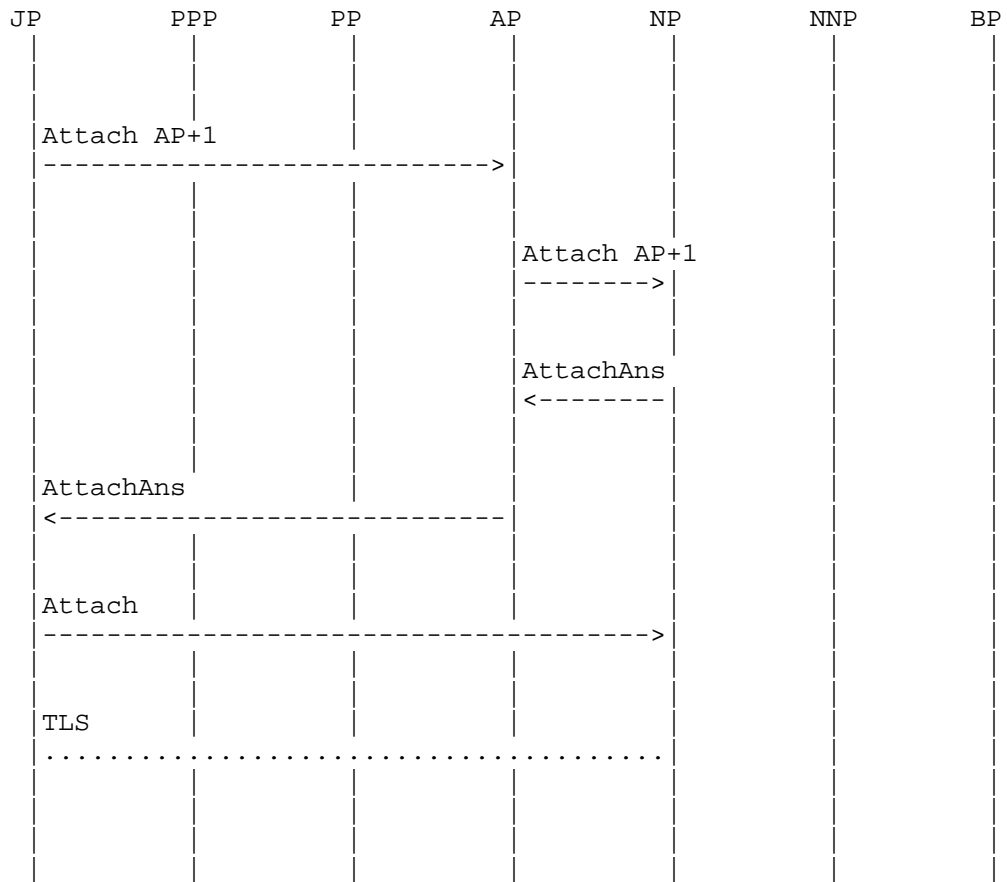 JP PPP PP AP NP NNP BP
Attach AP+1
Attach AP+1
AttachAns
AttachAns
Attach
TLS